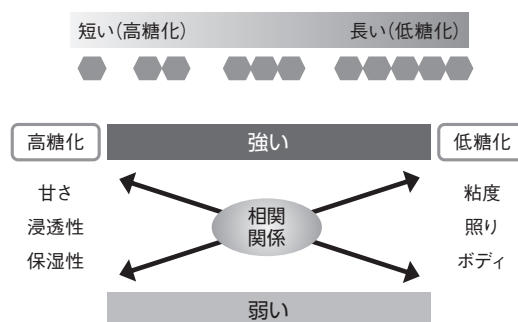 短い(高糖化) 長い(低糖化)
高糖化 強い 低糖化
甘さ 粘度
浸透性 相関関係 照り
保湿性 ボディ
弱い